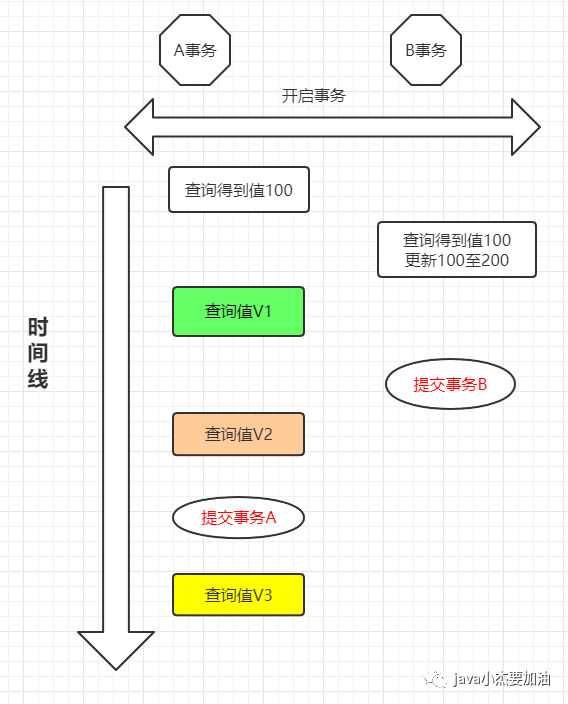 A事务
B事务
开启事务
查询得到值100
查询得到值100
更新100至200
查询值V1
时
间
线
提交事务B
查询值V2
提交事务A
查询值V3
java小杰要加油